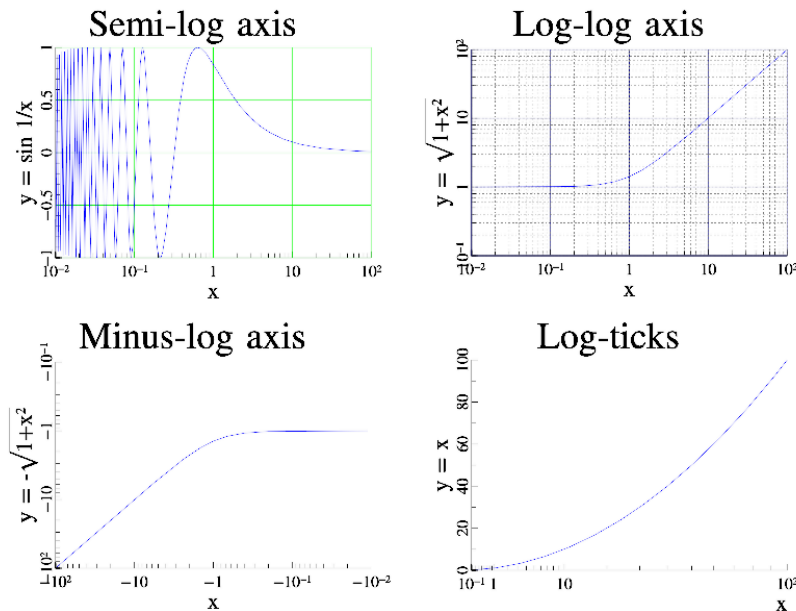 Semi-log axis
y = sin 1/x
1
0.5
0
−0.5
−1
10⁻² 10⁻¹ 1 10 10²
x
Log-log axis
y = √1+x²
10²
10
1
10⁻¹
10⁻² 10⁻¹ 1 10 10²
x
Minus-log axis
y = -√1+x²
−10⁻¹
−1
−10
−10²
−10² −10 −1 −10⁻¹ −10⁻²
x
Log-ticks
y = x
100
80
60
40
20
0
10⁻¹ 1 10
x